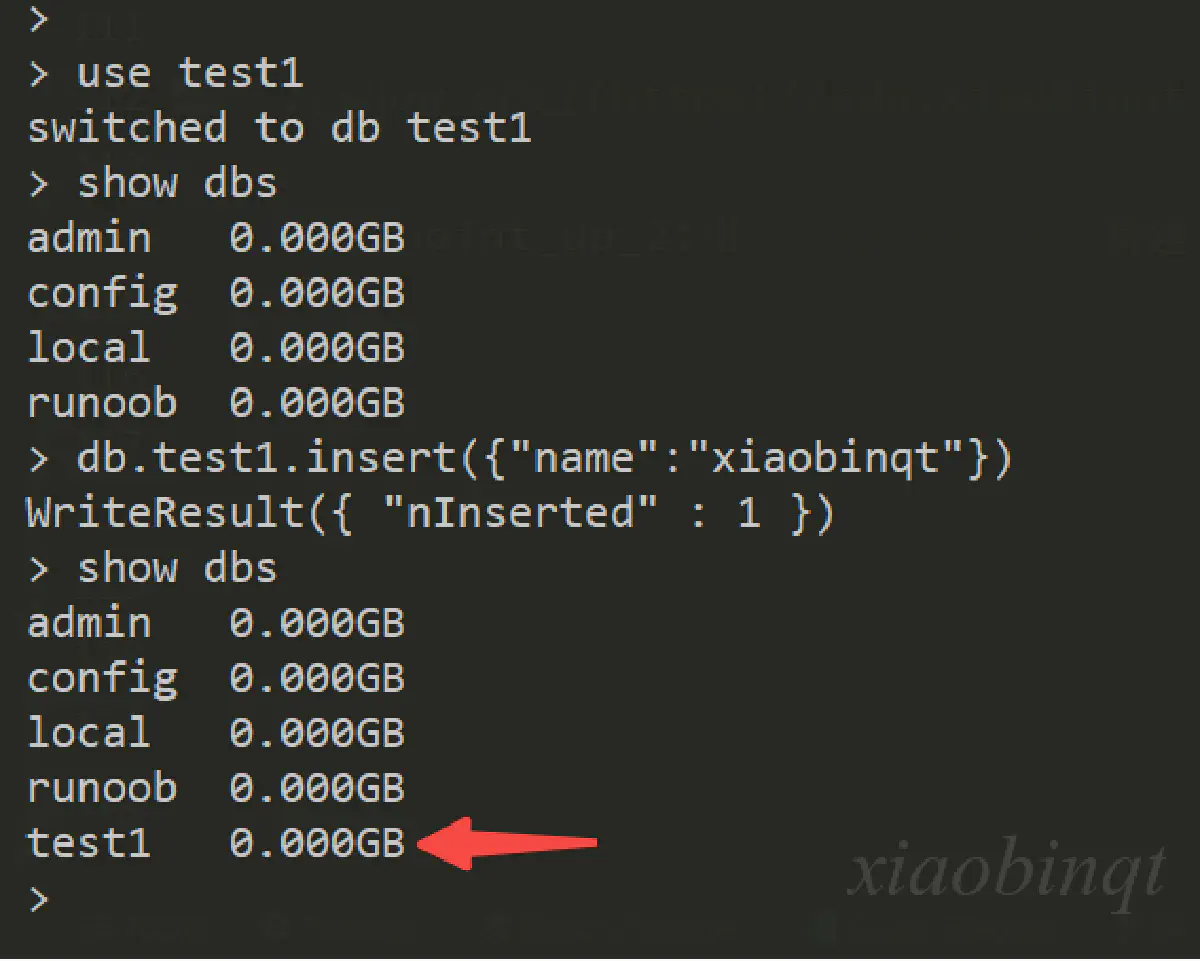 >
> use test1
switched to db test1
> show dbs
admin   0.000GB
config  0.000GB
local   0.000GB
runoob  0.000GB
> db.test1.insert({"name":"xiaobinqt"})
WriteResult({ "nInserted" : 1 })
> show dbs
admin   0.000GB
config  0.000GB
local   0.000GB
runoob  0.000GB
test1   0.000GB
>
xiaobinqt